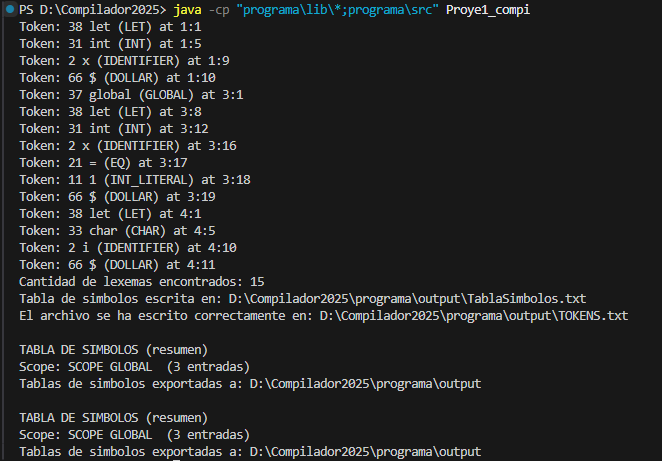 PS D:\Compilador2025> java -cp "programa\lib\*;programa\src" Proye1_compi
Token: 38 let (LET) at 1:1
Token: 31 int (INT) at 1:5
Token: 2 x (IDENTIFIER) at 1:9
Token: 66 $ (DOLLAR) at 1:10
Token: 37 global (GLOBAL) at 3:1
Token: 38 let (LET) at 3:8
Token: 31 int (INT) at 3:12
Token: 2 x (IDENTIFIER) at 3:16
Token: 21 = (EQ) at 3:17
Token: 11 1 (INT_LITERAL) at 3:18
Token: 66 $ (DOLLAR) at 3:19
Token: 38 let (LET) at 4:1
Token: 33 char (CHAR) at 4:5
Token: 2 i (IDENTIFIER) at 4:10
Token: 66 $ (DOLLAR) at 4:11
Cantidad de lexemas encontrados: 15
Tabla de simbolos escrita en: D:\Compilador2025\programa\output\TablaSimbolos.txt
El archivo se ha escrito correctamente en: D:\Compilador2025\programa\output\TOKENS.txt

TABLA DE SIMBOLOS (resumen)
Scope: SCOPE GLOBAL  (3 entradas)
Tablas de simbolos exportadas a: D:\Compilador2025\programa\output

TABLA DE SIMBOLOS (resumen)
Scope: SCOPE GLOBAL  (3 entradas)
Tablas de simbolos exportadas a: D:\Compilador2025\programa\output